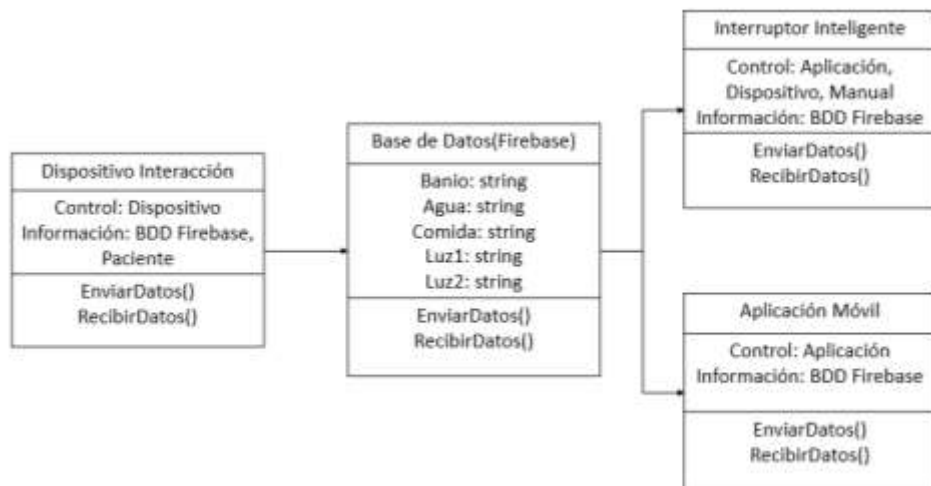 Dispositivo Interacción
Control: Dispositivo
Información: BDD Firebase,
Paciente
EnviarDatos()
RecibirDatos()
Base de Datos(Firebase)
Banio: string
Agua: string
Comida: string
Luz1: string
Luz2: string
EnviarDatos()
RecibirDatos()
Interruptor Inteligente
Control: Aplicación,
Dispositivo, Manual
Información: BDD Firebase
EnviarDatos()
RecibirDatos()
Aplicación Móvil
Control: Aplicación
Información: BDD Firebase
EnviarDatos()
RecibirDatos()